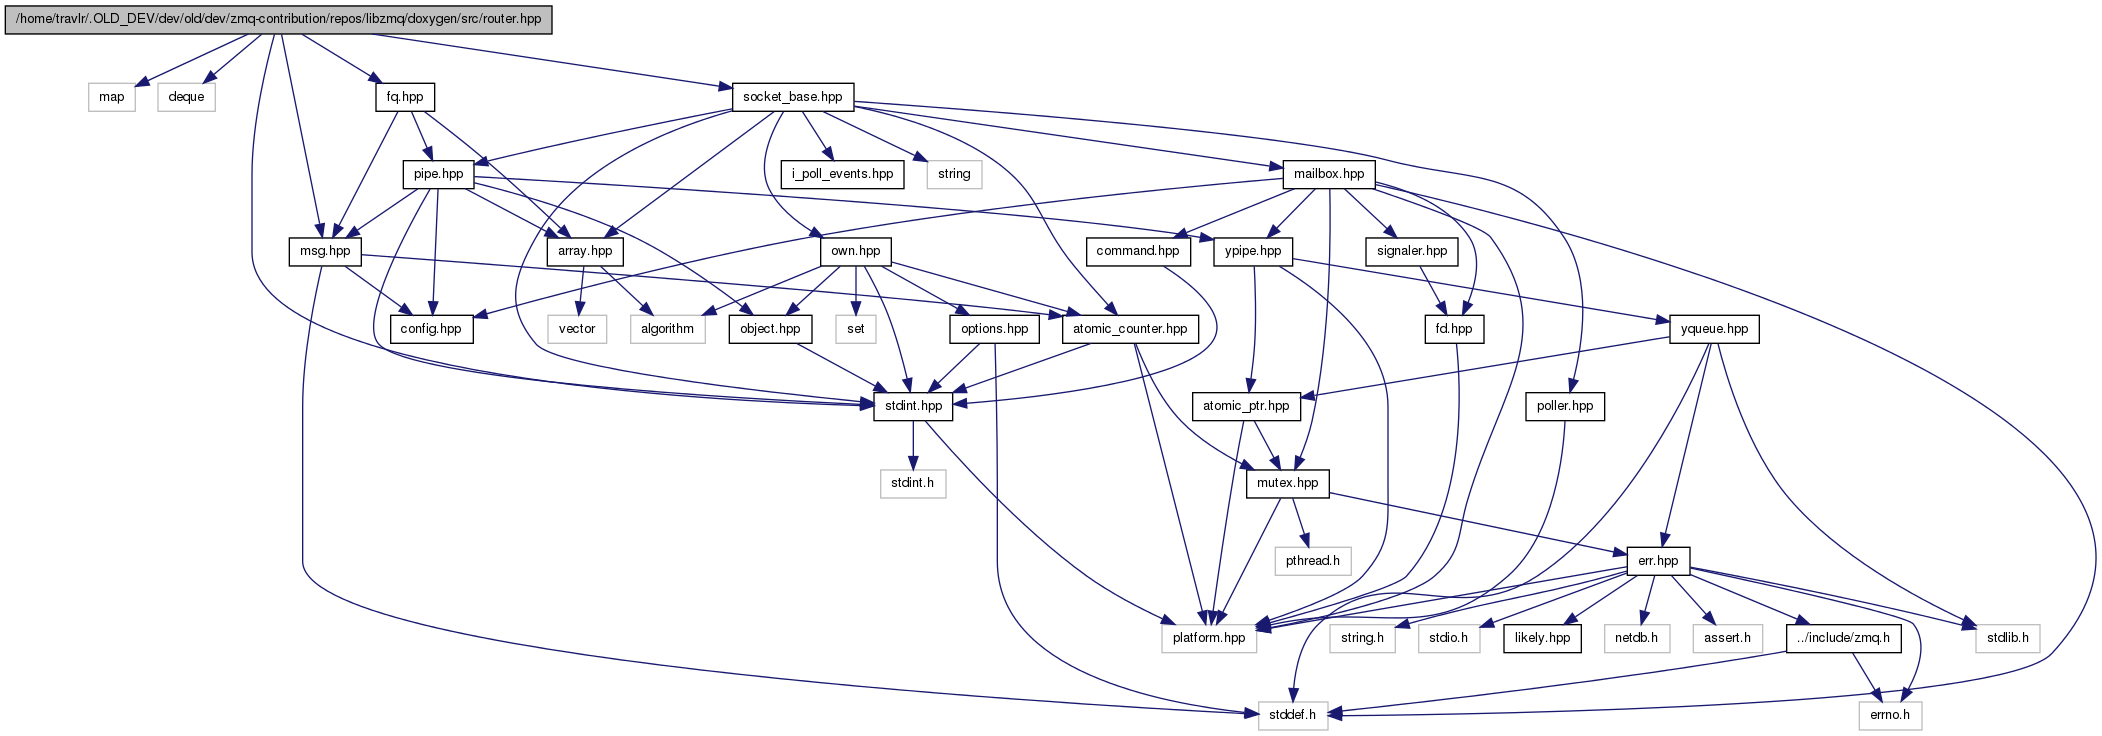 /home/travlr/.OLD_DEV/dev/old/dev/zmq-contribution/repos/libzmq/doxygen/src/router.hpp
map
deque
fq.hpp
socket_base.hpp
pipe.hpp
i_poll_events.hpp
string
mailbox.hpp
msg.hpp
array.hpp
own.hpp
command.hpp
ypipe.hpp
signaler.hpp
config.hpp
vector
algorithm
object.hpp
set
options.hpp
atomic_counter.hpp
fd.hpp
yqueue.hpp
stdint.hpp
atomic_ptr.hpp
poller.hpp
stdint.h
mutex.hpp
pthread.h
err.hpp
platform.hpp
string.h
stdio.h
likely.hpp
netdb.h
assert.h
../include/zmq.h
stdlib.h
stddef.h
errno.h